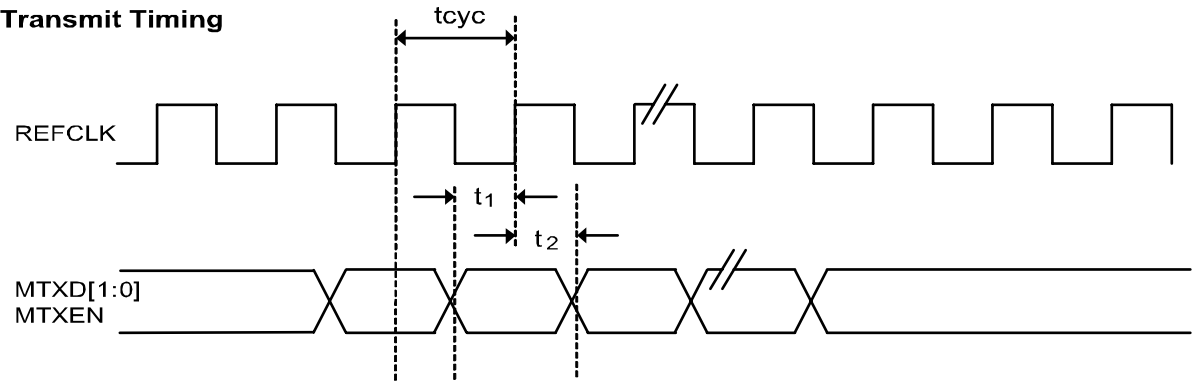 Transmit Timing
tcyc
REFCLK
t1
t2
MTXD[1:0]
MTXEN